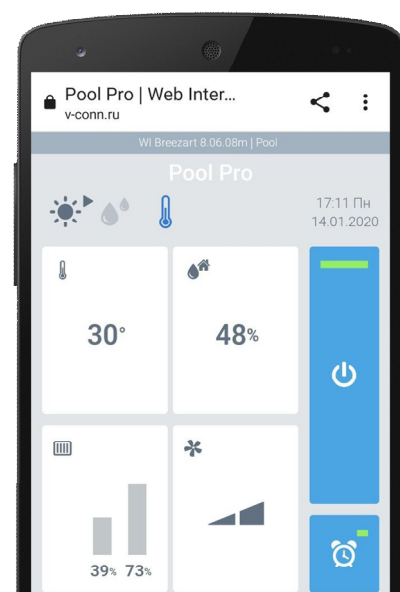 Pool Pro | Web Inter...
v-conn.ru
WI Breezart 8.06.08m | Pool
Pool Pro
17:11 Пн
14.01.2020
30°
48%
39% 73%